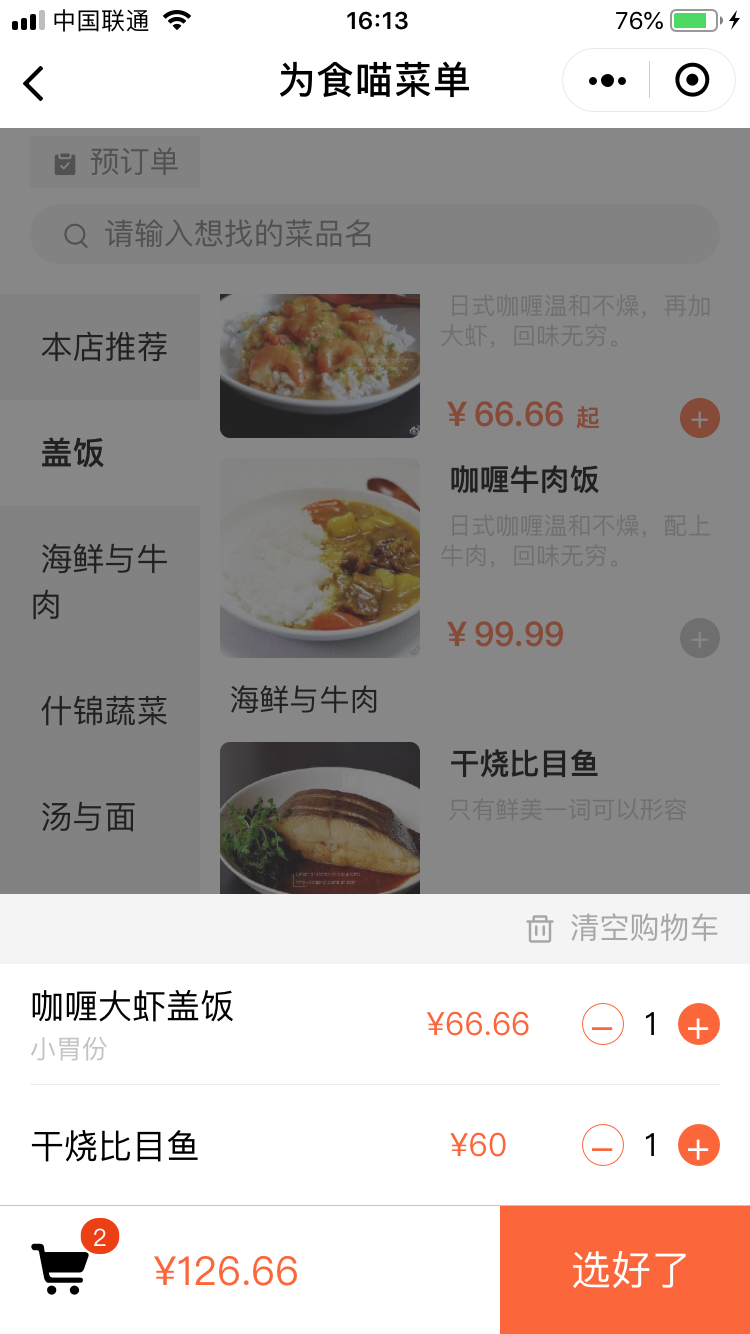 中国联通
16:13
76%
为食喵菜单
预订单
请输入想找的菜品名
本店推荐
盖饭
海鲜与牛
肉
什锦蔬菜
汤与面
日式咖喱温和不燥，再加
大虾，回味无穷。
¥ 66.66 起
咖喱牛肉饭
日式咖喱温和不燥，配上
牛肉，回味无穷。
¥ 99.99
海鲜与牛肉
干烧比目鱼
只有鲜美一词可以形容
清空购物车
咖喱大虾盖饭
小胃份
¥66.66
1
干烧比目鱼
¥60
1
2
¥126.66
选好了